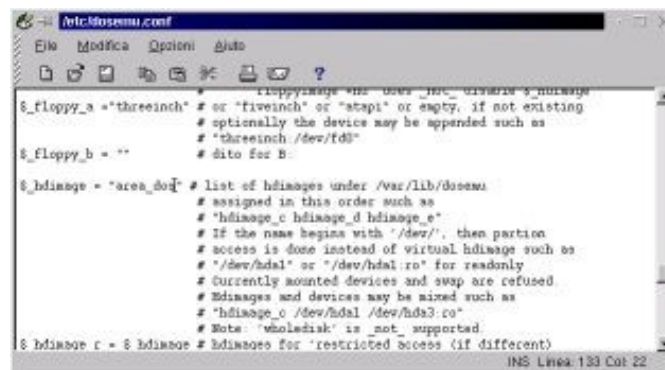 /etc/dosemu.conf
File Modifica Opzioni Aiuto
# floppyimage +hd does _not_ disable $_hdimage
$_floppy_a ="threeinch" # or "fiveinch" or "atapi" or empty, if not existing
# optionally the device may be appended such as
# "threeinch:/dev/fd0"
$_floppy_b = "" # dito for B:
$_hdimage = "area_dos" # list of hdimages under /var/lib/dosemu
# assigned in this order such as
# "hdimage_c hdimage_d hdimage_e"
# If the name begins with '/dev/', then partion
# access is done instead of virtual hdimage such as
# "/dev/hda1" or "/dev/hda1:ro" for readonly
# Currently mounted devices and swap are refused.
# Hdimages and devices may be mixed such as
# "hdimage_c /dev/hda1 /dev/hda3:ro"
# Note: 'wholedisk' is _not_ supported.
$_hdimage_r = $_hdimage # hdimages for 'restricted access (if different)
INS Linea: 133 Col: 22